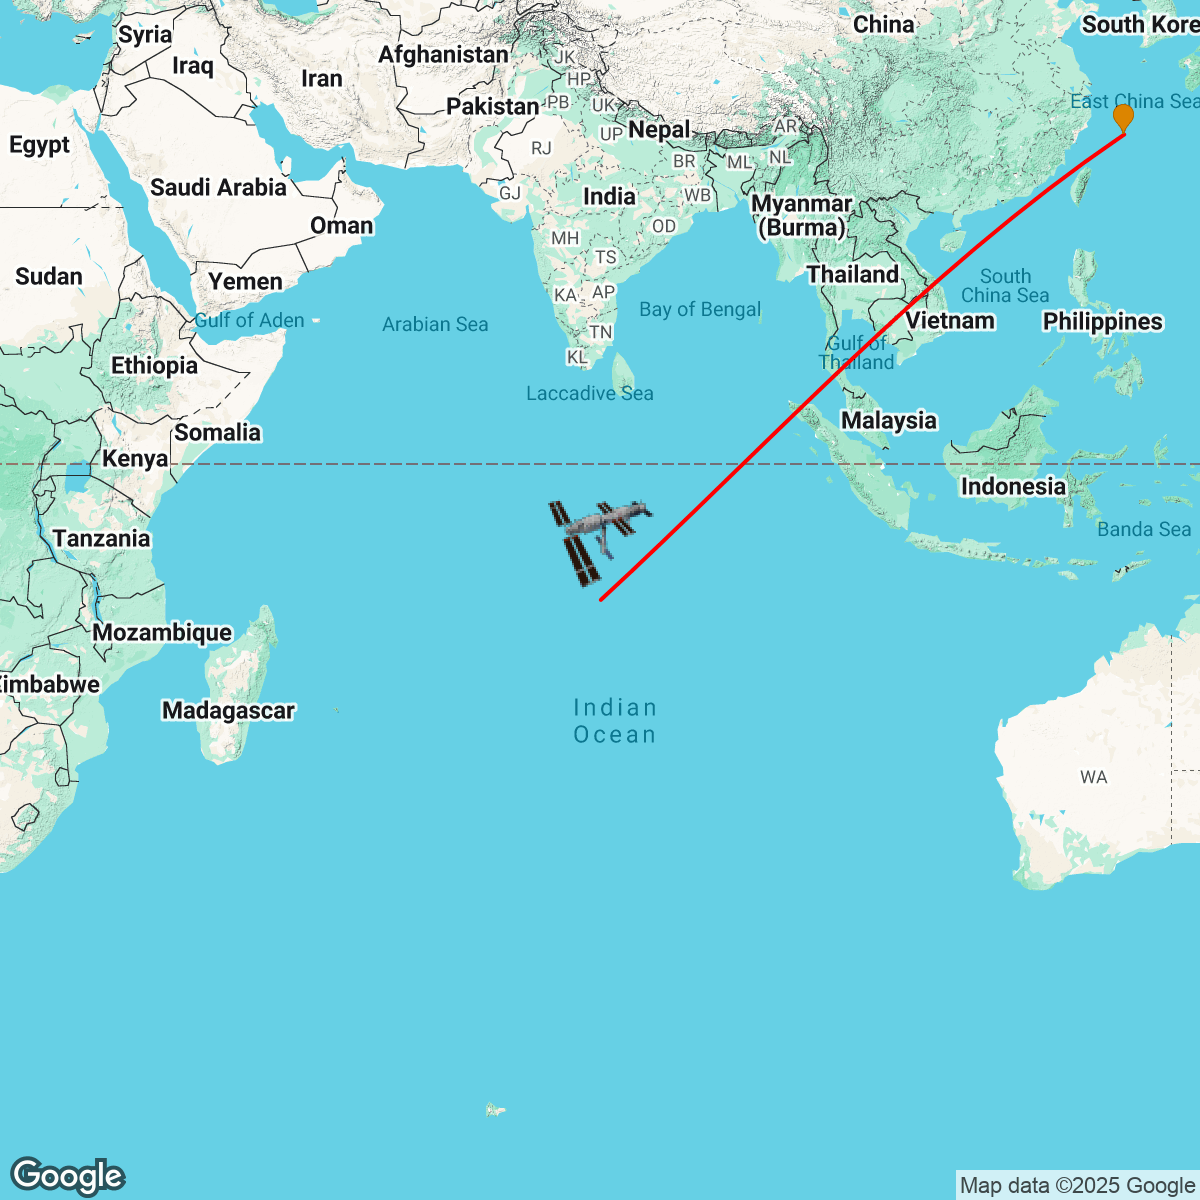 Syria
China
South Kore
Afghanistan
JK
Iraq
Iran
HP
Pakistan
PB
UK
East China Sea
Nepal
AR
UP
Egypt
RJ
BR
ML
NL
Saudi Arabia
GJ
India
WB
Myanmar
(Burma)
Oman
OD
MH
TS
Sudan
Yemen
Thailand
South
China Sea
KA
AP
Bay of Bengal
Gulf of Aden
Arabian Sea
Vietnam
Philippines
TN
Gulf of
Thailand
KL
Ethiopia
Laccadive Sea
Malaysia
Somalia
Kenya
Indonesia
Banda Sea
Tanzania
Mozambique
Zimbabwe
Madagascar
Indian
Ocean
WA
Google
Map data ©2025 Google